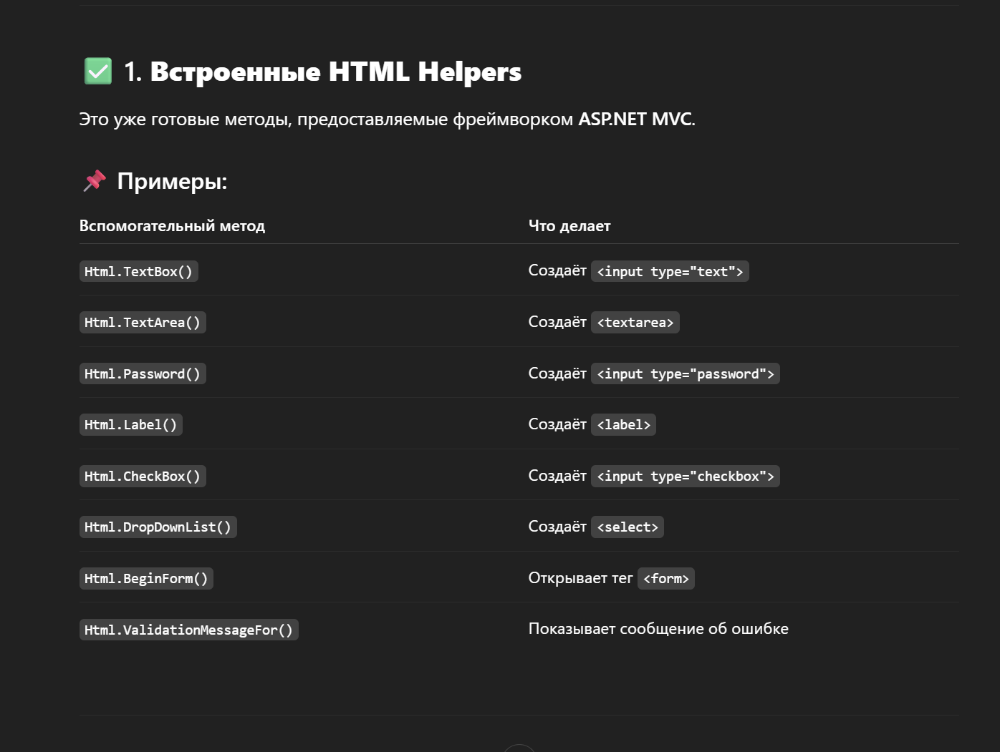 ✅ 1. Встроенные HTML Helpers
Это уже готовые методы, предоставляемые фреймворком ASP.NET MVC.
📌 Примеры:
Вспомогательный метод Что делает
Html.TextBox() Создаёт <input type="text">
Html.TextArea() Создаёт <textarea>
Html.Password() Создаёт <input type="password">
Html.Label() Создаёт <label>
Html.CheckBox() Создаёт <input type="checkbox">
Html.DropDownList() Создаёт <select>
Html.BeginForm() Открывает тег <form>
Html.ValidationMessageFor() Показывает сообщение об ошибке